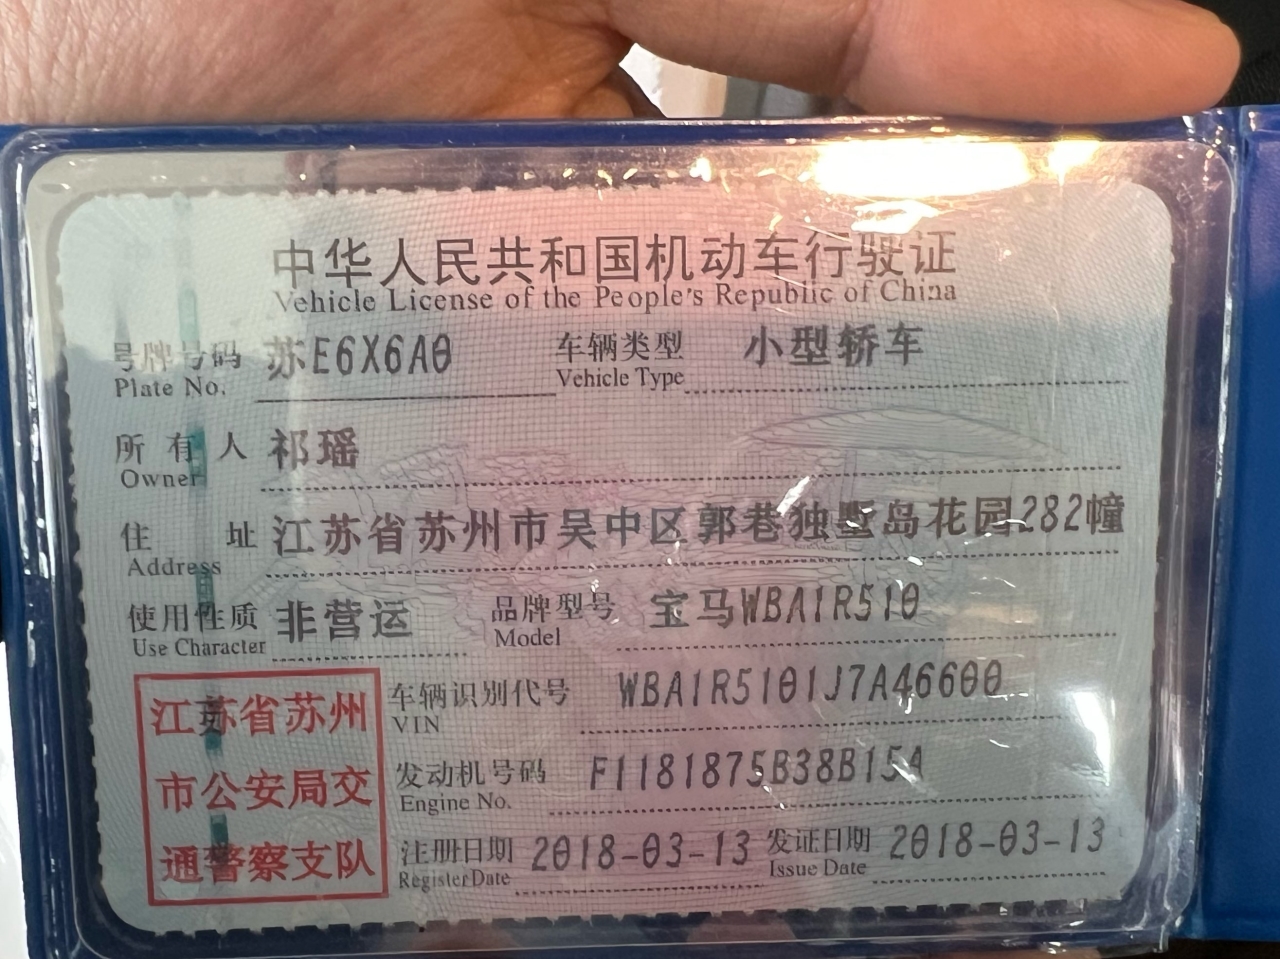 中华人民共和国机动车行驶证
Vehicle License of the People's Republic of China
号牌号码 苏E6X6A0 车辆类型 小型轿车
Plate No. Vehicle Type
所有人 祁瑶
Owner
住址 江苏省苏州市吴中区郭巷独墅岛花园282幢
Address
使用性质 非营运 品牌型号 宝马WBA1R510
Use Character Model
江苏省苏州 车辆识别代号 WBA1R5101J7A46600
VIN
市公安局交 发动机号码 F1181875B38B15A
Engine No.
通警察支队 注册日期 2018-03-13 发证日期 2018-03-13
Register Date Issue Date